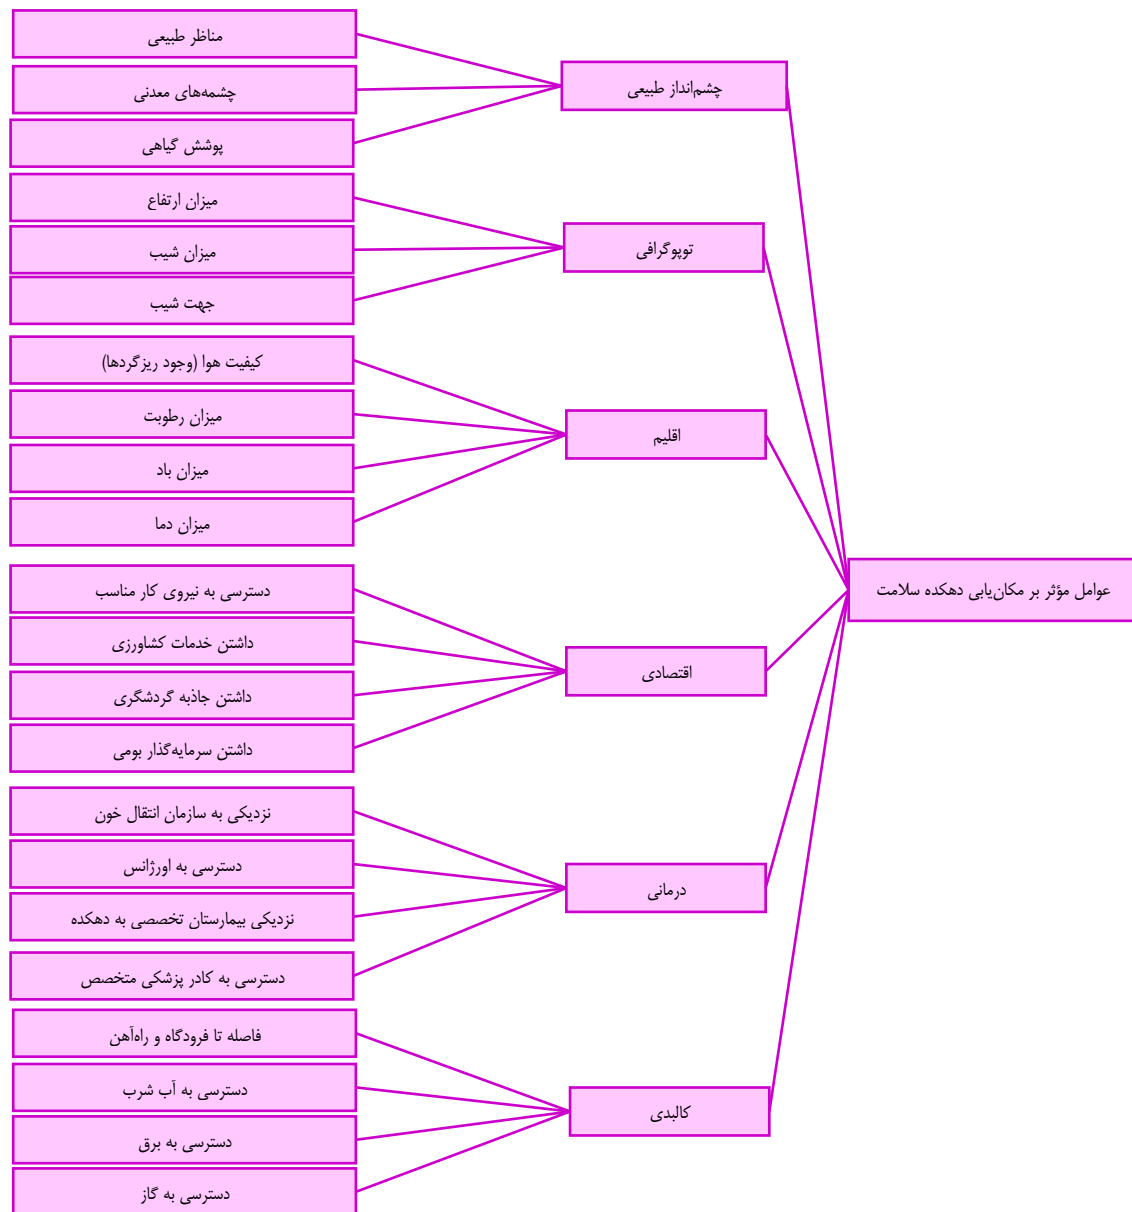 عوامل مؤثر بر مکان‌یابی دهکده سلامت
چشم‌انداز طبیعی
مناظر طبیعی
چشمه‌های معدنی
پوشش گیاهی
توپوگرافی
میزان ارتفاع
میزان شیب
جهت شیب
اقلیم
کیفیت هوا (وجود ریزگردها)
میزان رطوبت
میزان باد
میزان دما
اقتصادی
دسترسی به نیروی کار مناسب
داشتن خدمات کشاورزی
داشتن جاذبه گردشگری
داشتن سرمایه‌گذار بومی
درمانی
نزدیکی به سازمان انتقال خون
دسترسی به اورژانس
نزدیکی بیمارستان تخصصی به دهکده
دسترسی به کادر پزشکی متخصص
کالبدی
فاصله تا فرودگاه و راه‌آهن
دسترسی به آب شرب
دسترسی به برق
دسترسی به گاز